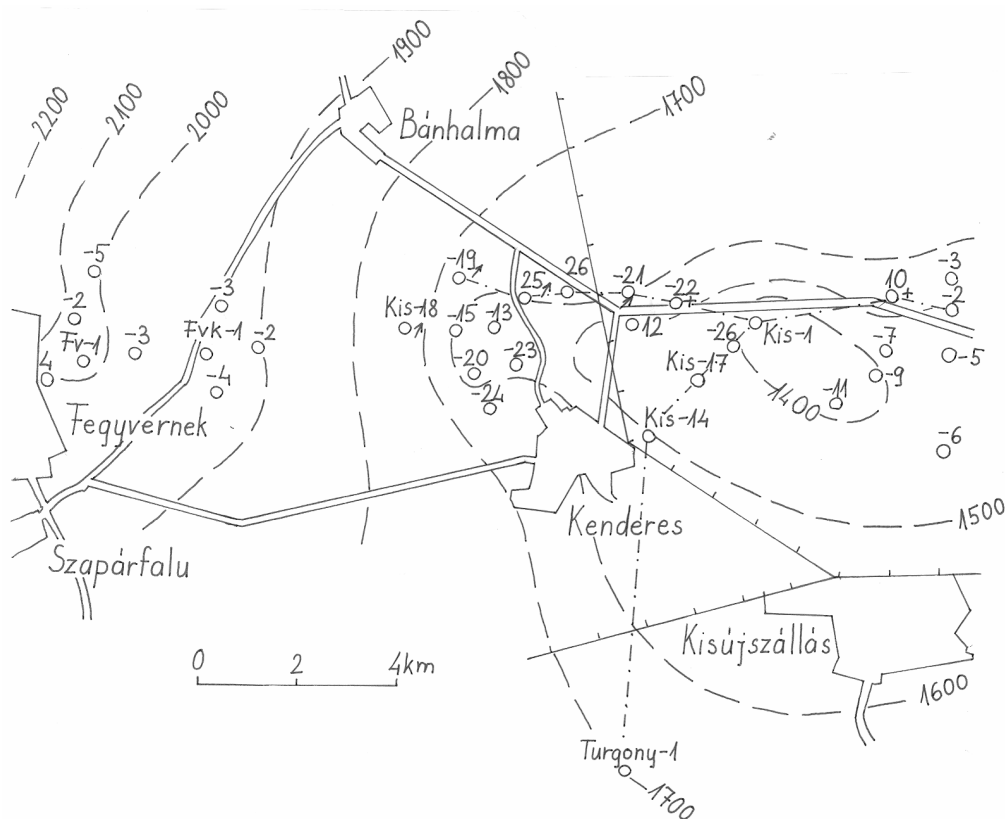 1900
1800
2200
2100
2000
1700
Bánhalma
-5
-19
26
-21
-3
-2
-3
25
-22
10
-2
Fv-1
-3
Fvk-1
-2
Kis-18
-15
-13
12
-26
Kis-1
-7
-5
4
-4
-20
-23
Kis-17
-9
-24
1400
-11
Fegyvernek
Kis-14
-6
Kenderes
1500
Szapárfalu
Kisújszállás
0 2 4km
1600
Turgony-1
1700